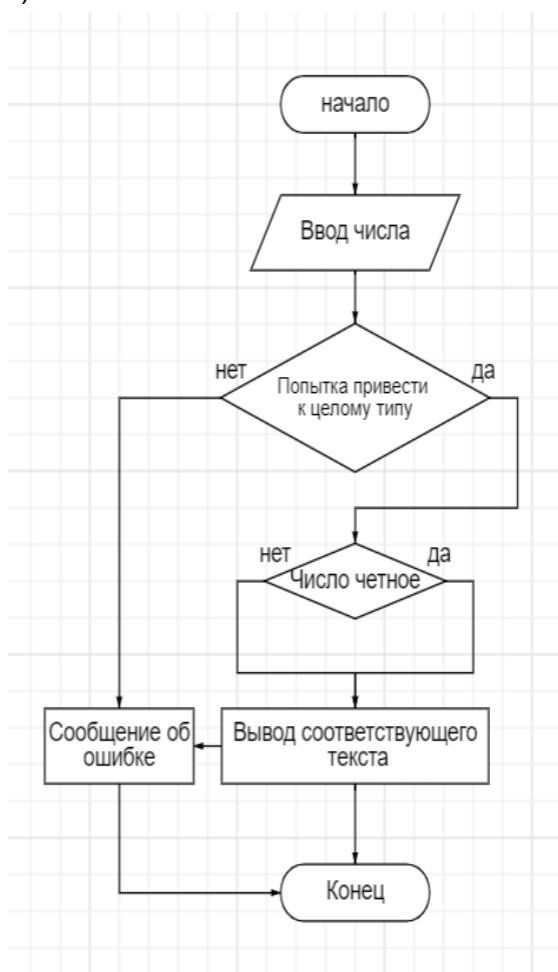 начало
Ввод числа
нет
да
Попытка привести
к целому типу
нет
да
Число четное
Сообщение об
ошибке
Вывод соответствующего
текста
Конец